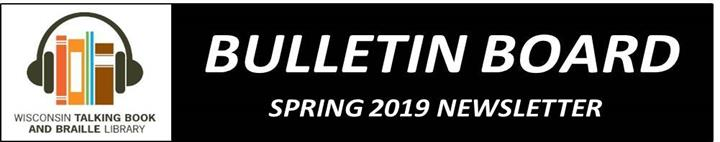 WISCONSIN TALKING BOOK
AND BRAILLE LIBRARY
BULLETIN BOARD
SPRING 2019 NEWSLETTER